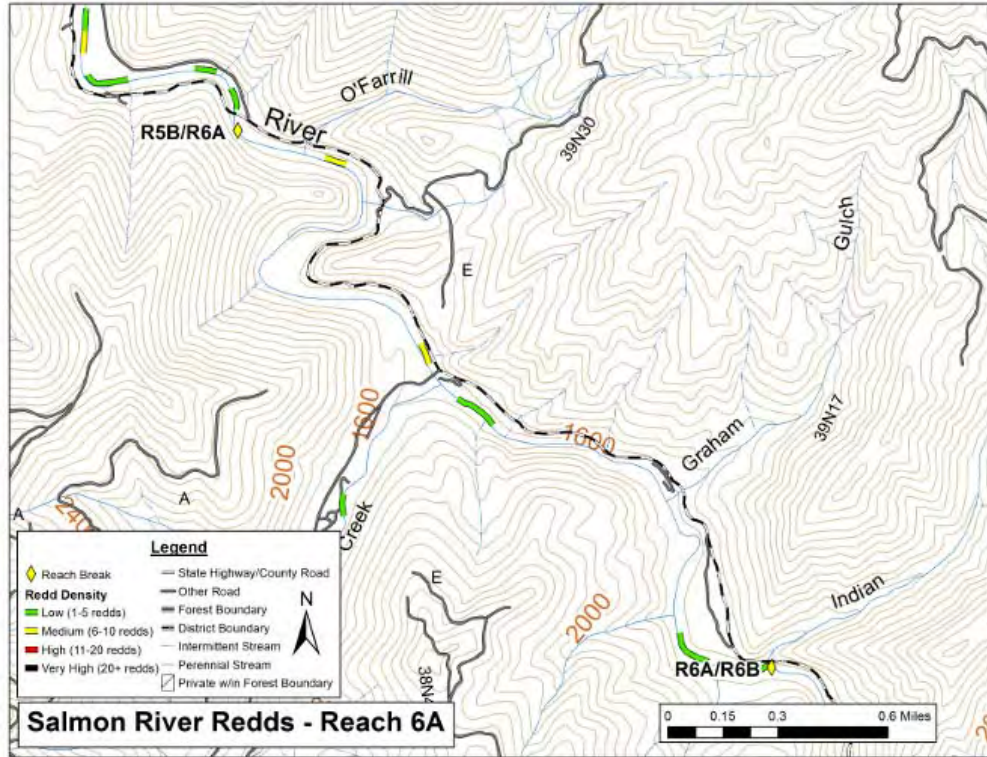 O'Farrill
River
R5B/R6A
39N30
Gulch
E
1600
2000
1600
Graham
39N17
A
A
Creek
E
2000
Indian
R6A/R6B
38N4
Legend
Reach Break
Redd Density
Low (1-5 redds)
Medium (6-10 redds)
High (11-20 redds)
Very High (20+ redds)
State Highway/County Road
Other Road
Forest Boundary
District Boundary
Intermittent Stream
Perennial Stream
Private w/in Forest Boundary
N
Salmon River Redds - Reach 6A
0 0.15 0.3 0.6 Miles